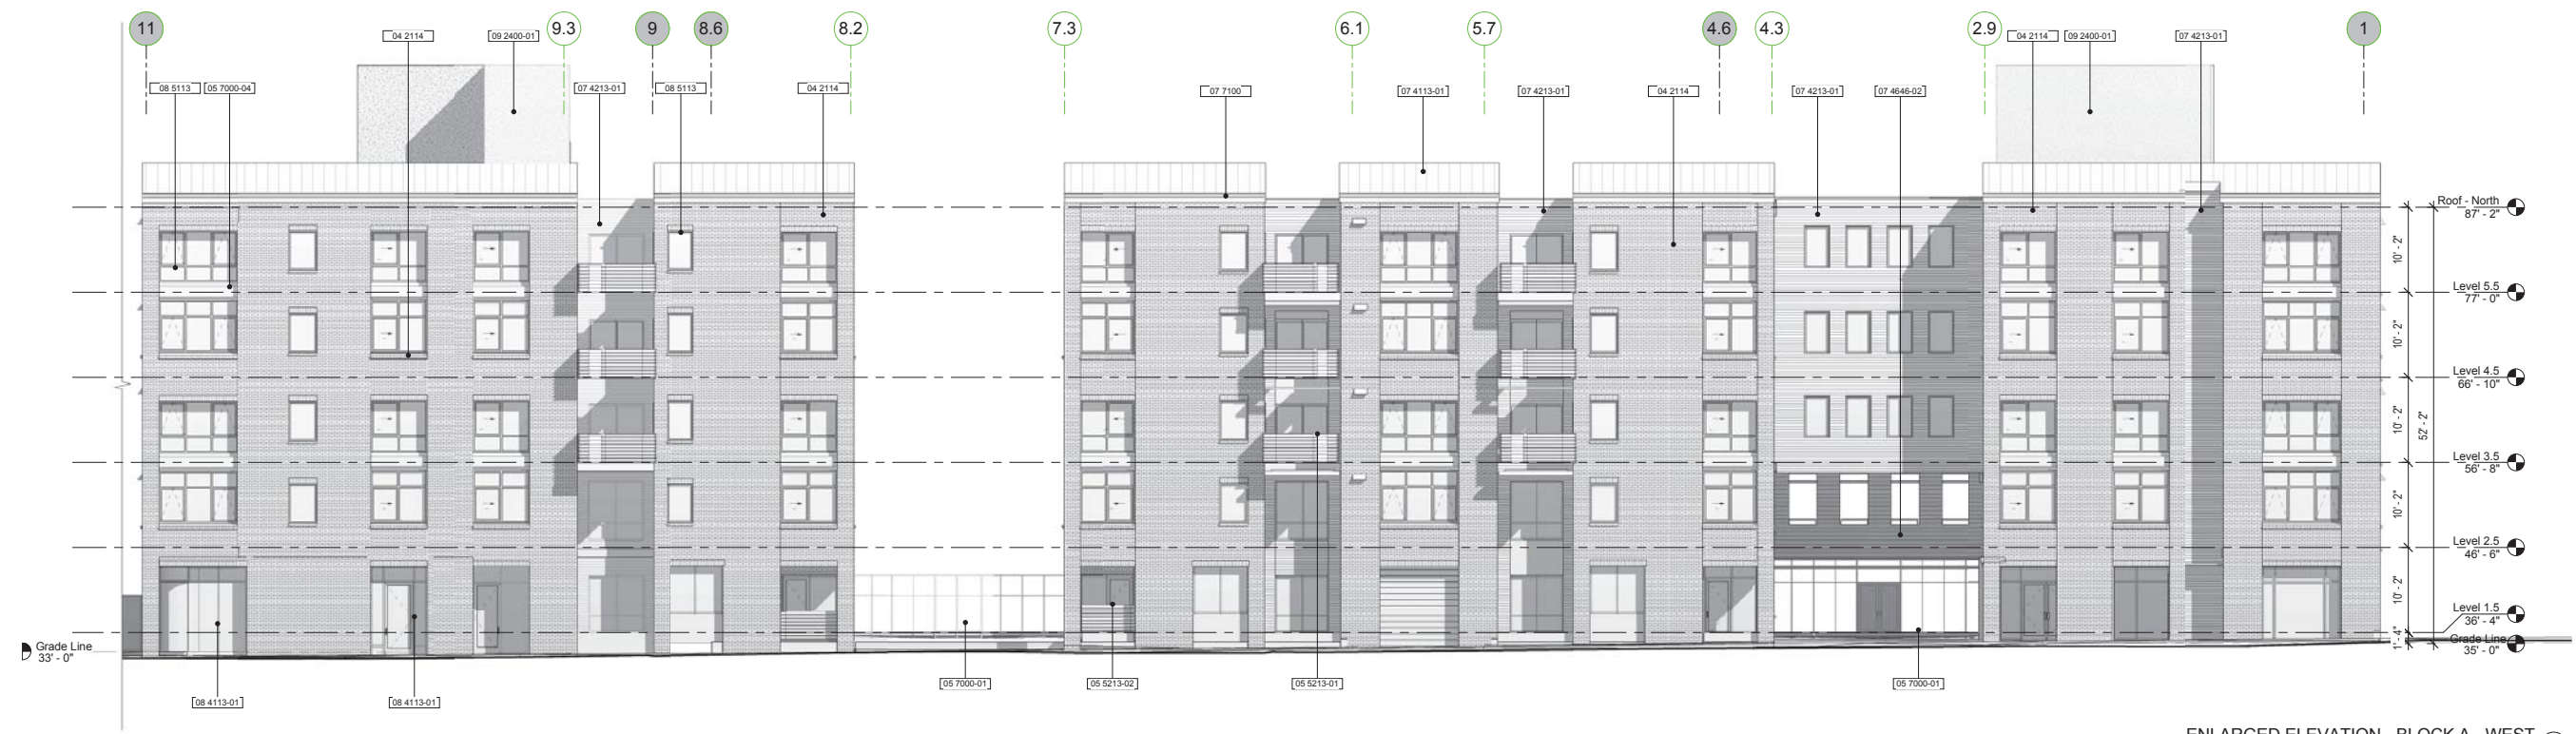 11
9.3
9
8.6
8.2
7.3
6.1
5.7
4.6
4.3
2.9
1
04 2114
09 2400-01
04 2114
09 2400-01
07 4213-01
08 5113
05 7000-04
07 4213-01
08 5113
04 2114
07 7100
07 4113-01
07 4213-01
04 2114
07 4213-01
07 4646-02
Roof - North
87' - 2"
10' - 2"
Level 5.5
77' - 0"
10' - 2"
Level 4.5
66' - 10"
10' - 2"
52' - 2"
Level 3.5
56' - 8"
10' - 2"
Level 2.5
46' - 6"
10' - 2"
Level 1.5
36' - 4"
1' - 4"
Grade Line
35' - 0"
Grade Line
33' - 0"
05 7000-01
05 5213-02
05 5213-01
05 7000-01
08 4113-01
08 4113-01
ENLARGED ELEVATION - BLOCK A - WEST